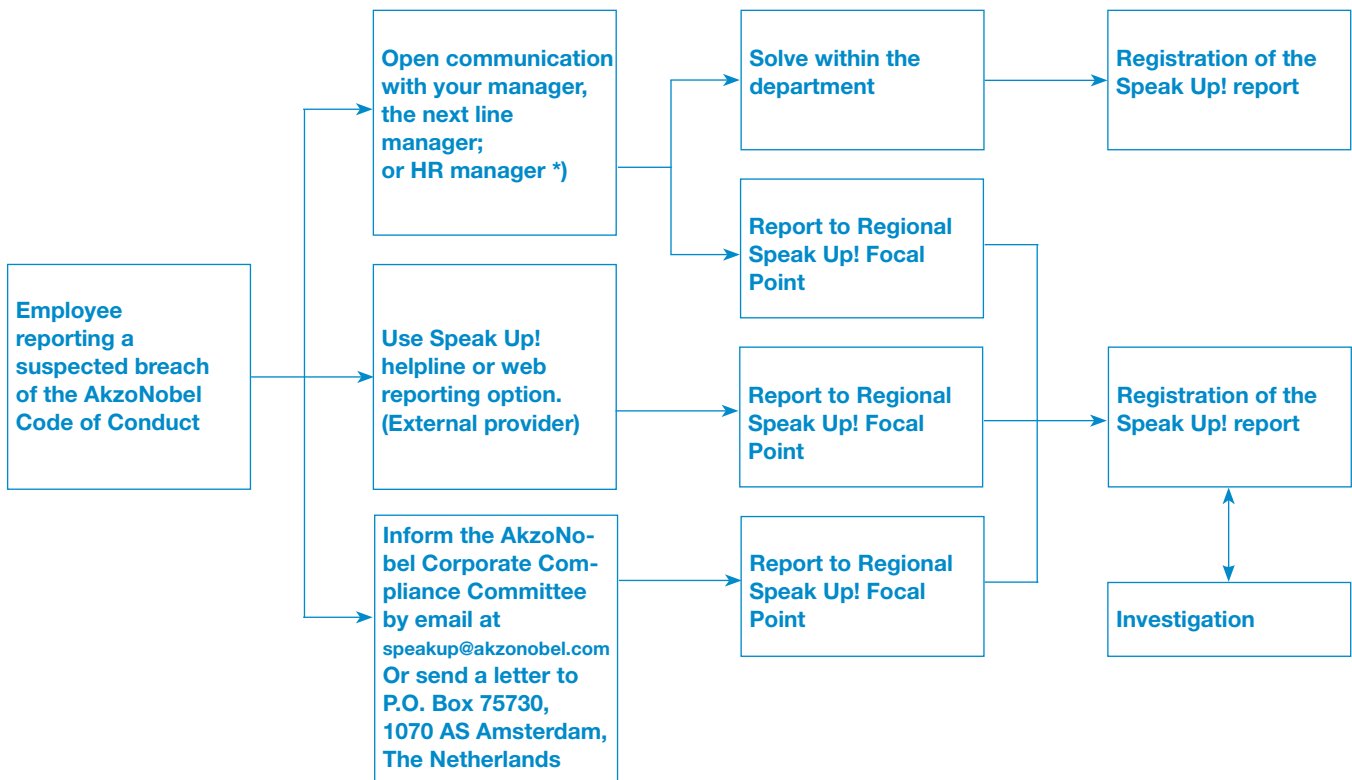 Employee
reporting a
suspected breach
of the AkzoNobel
Code of Conduct
Open communication
with your manager,
the next line
manager;
or HR manager *)
Use Speak Up!
helpline or web
reporting option.
(External provider)
Inform the AkzoNo-
bel Corporate Com-
pliance Committee
by email at
speakup@akzonobel.com
Or send a letter to
P.O. Box 75730,
1070 AS Amsterdam,
The Netherlands
Solve within the
department
Report to Regional
Speak Up! Focal
Point
Report to Regional
Speak Up! Focal
Point
Report to Regional
Speak Up! Focal
Point
Registration of the
Speak Up! report
Registration of the
Speak Up! report
Investigation